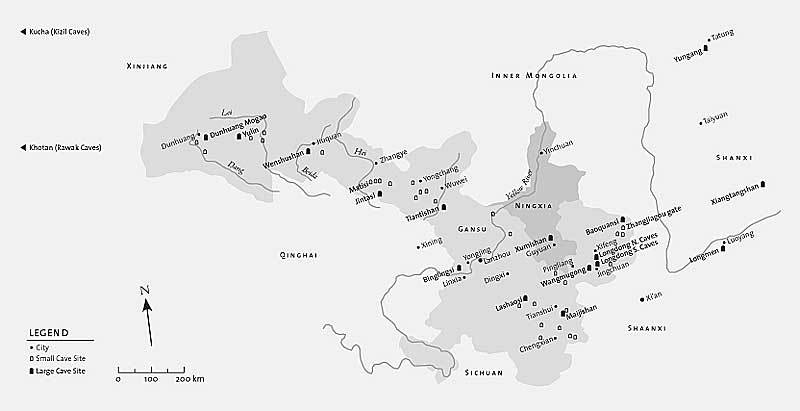 Kucha (Kizil Caves)
XINJIANG
Khotan (Rawak Caves)
INNER MONGOLIA
Tatung
Yungang
Taiyuan
SHANXI
Xiangtangshan
Luoyang
Longmen
Lei
Dunhuang
Dunhuang Mogao
Yulin
Dang
Jiuquan
Wenshushan
Beida
Hei
Zhangye
Matisi
Jintasi
Yongchang
Wuwei
Tiantishan
Yinchuan
Yellow River
NINGXIA
GANSU
Xining
QINGHAI
Yongjing
Lanzhou
Binglingsi
Linxia
Dingxi
Xumishan
Guyuan
Baoquansi
Zhangjiagou gate
Xifeng
Longdong N. Caves
Longdong S. Caves
Pingliang
Wangmugong
Jingchuan
Lashaosi
Tianshui
Maijishan
Chengxian
Xi'an
SHAANXI
SICHUAN
N
LEGEND
City
Small Cave Site
Large Cave Site
0 100 200 km